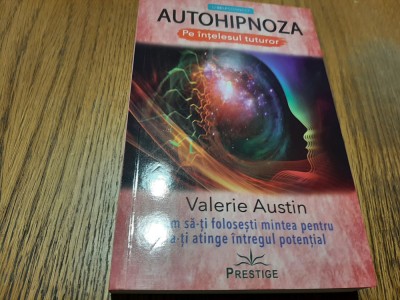 AUTOHIPNOZA
Pe înțelesul tuturor
Valerie Austin
să-ți folosești mintea pentru
atinge întregul potențial
PRESTIGE